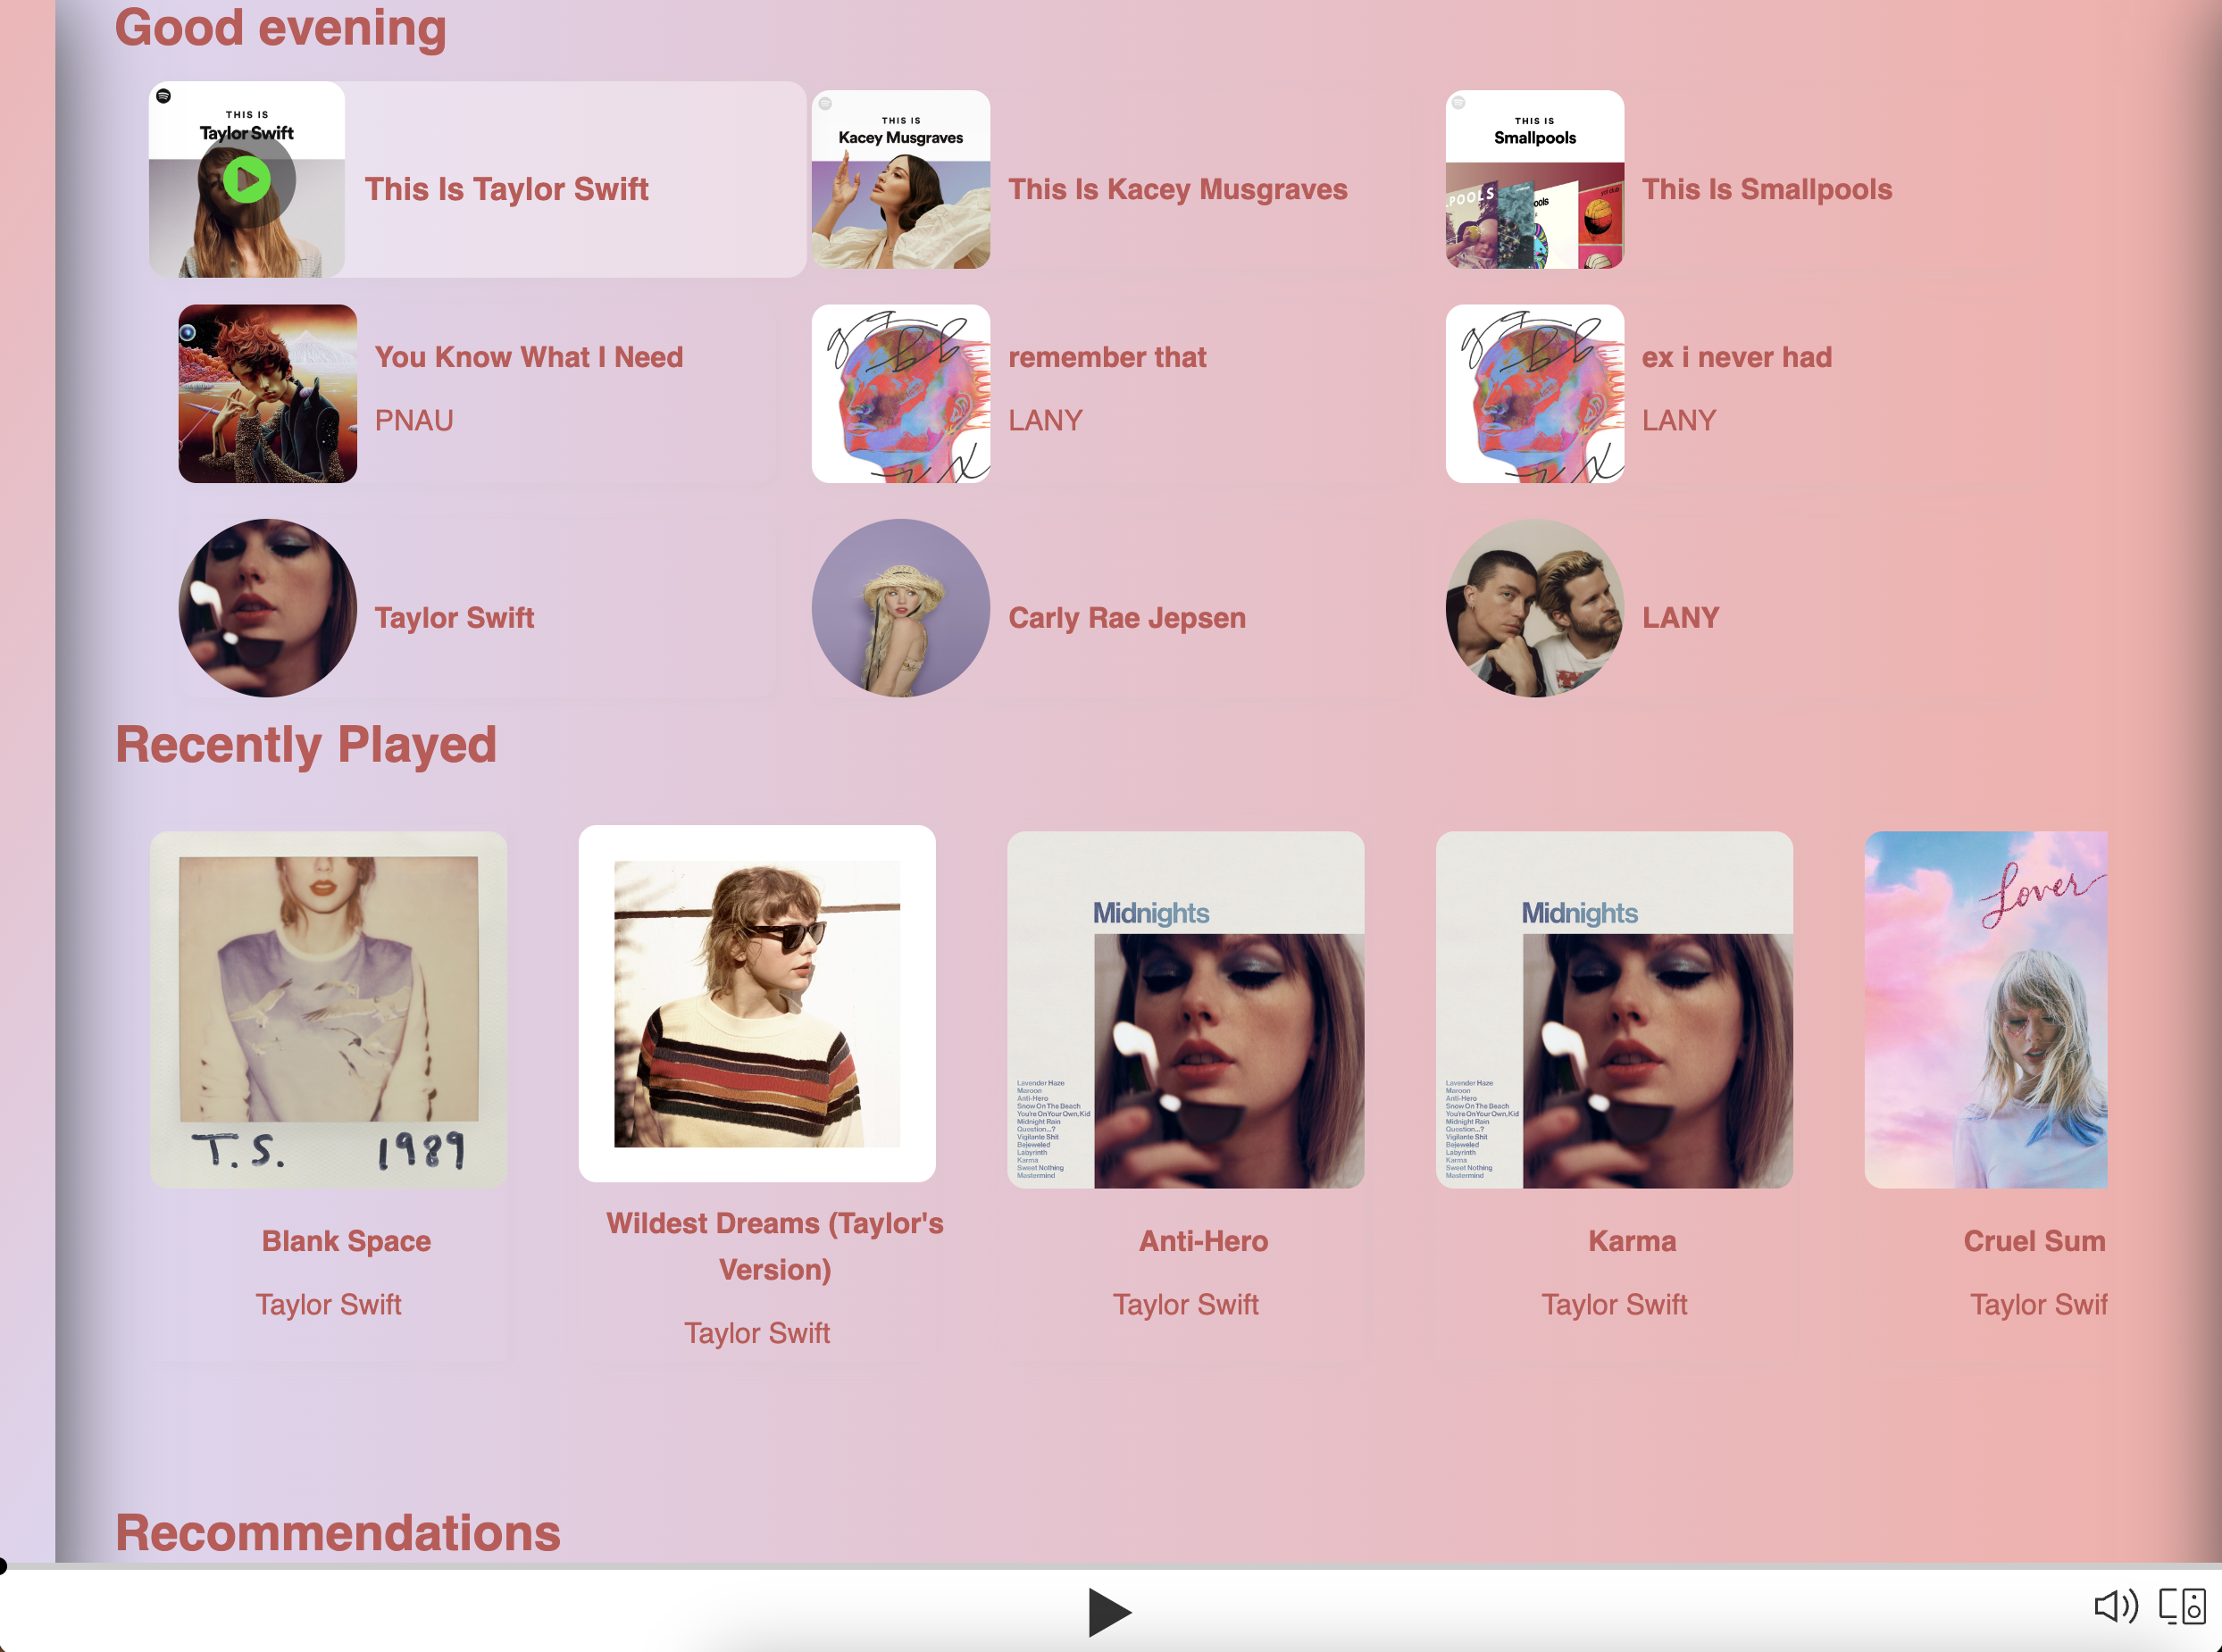 Good evening
THIS IS
Taylor Swift
This Is Taylor Swift
THIS IS
Kacey Musgraves
This Is Kacey Musgraves
THIS IS
Smallpools
This Is Smallpools
You Know What I Need
PNAU
remember that
LANY
ex i never had
LANY
Taylor Swift
Carly Rae Jepsen
LANY
Recently Played
T.S. 1989
Blank Space
Taylor Swift
Wildest Dreams (Taylor's
Version)
Taylor Swift
Midnights
Lavender Haze
Maroon
Anti-Hero
Snow On The Beach
You're On Your Own, Kid
Midnight Rain
Question...?
Vigilante Shit
Bejeweled
Labyrinth
Karma
Sweet Nothing
Mastermind
Anti-Hero
Taylor Swift
Midnights
Lavender Haze
Maroon
Anti-Hero
Snow On The Beach
You're On Your Own, Kid
Midnight Rain
Question...?
Vigilante Shit
Bejeweled
Labyrinth
Karma
Sweet Nothing
Mastermind
Karma
Taylor Swift
Lover
Cruel Sum
Taylor Swif
Recommendations